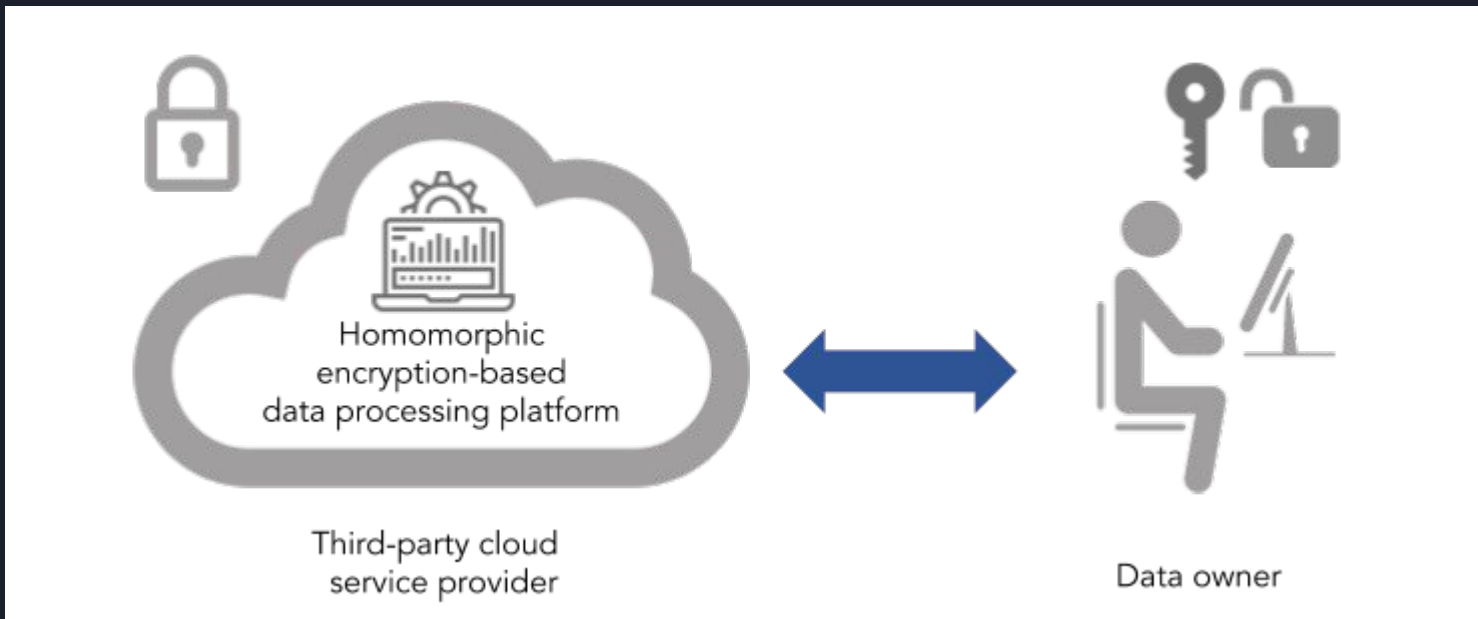 Homomorphic
encryption-based
data processing platform
Third-party cloud
service provider
Data owner